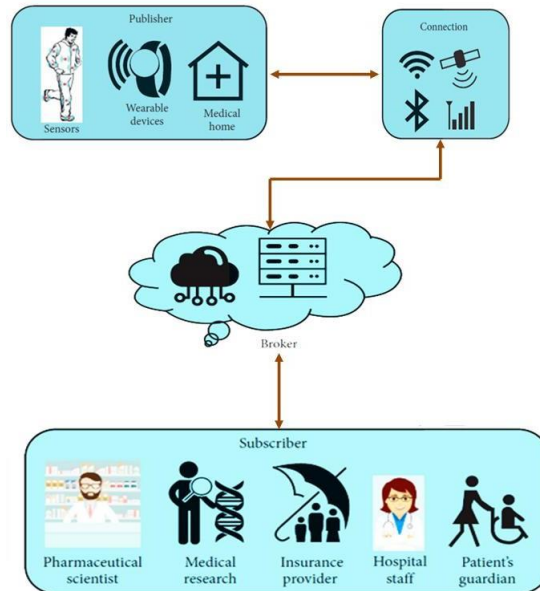 Publisher
Sensors
Wearable
devices
Medical
home
Connection
Broker
Subscriber
Pharmaceutical
scientist
Medical
research
Insurance
provider
Hospital
staff
Patient's
guardian